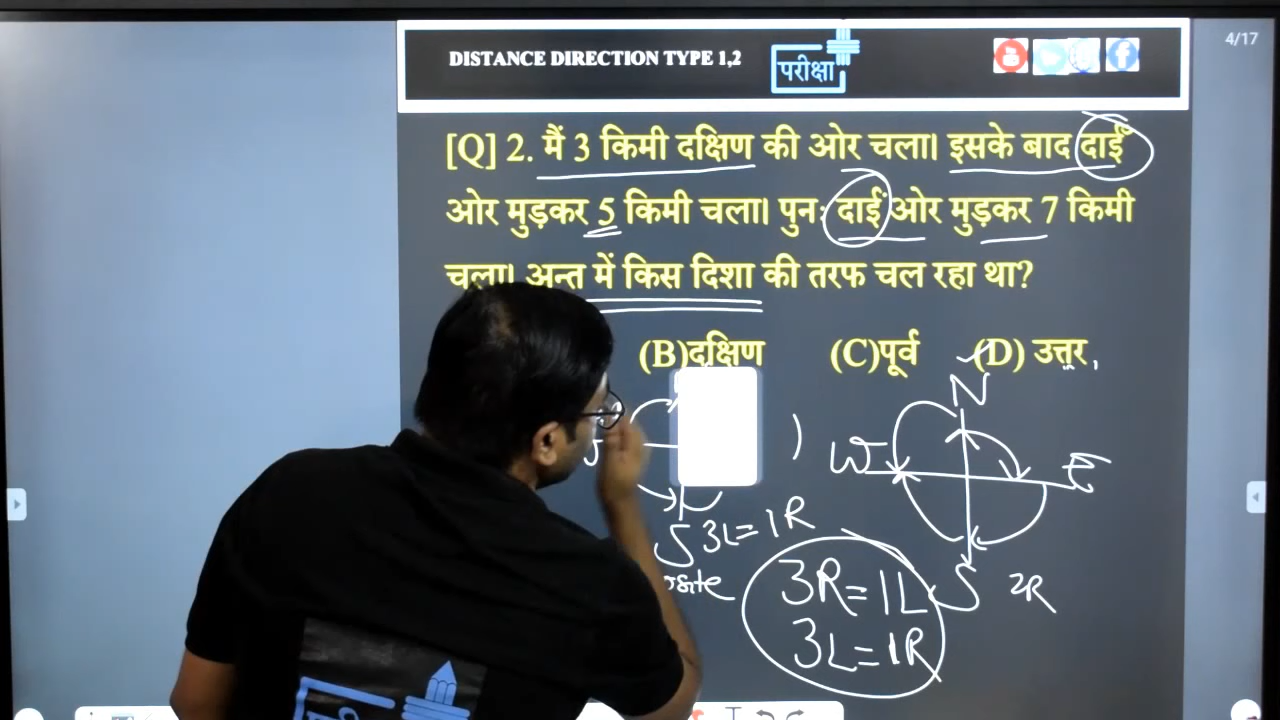 4/17
DISTANCE DIRECTION TYPE 1,2
परीक्षा
[Q] 2. मैं 3 किमी दक्षिण की ओर चला। इसके बाद दाईं
ओर मुड़कर 5 किमी चला। पुनः दाईं ओर मुड़कर 7 किमी
चला। अन्त में किस दिशा की तरफ चल रहा था?
(B)दक्षिण (C)पूर्व (D) उत्तर
N
W E
S 3L=1R
3R=1L S 2R
3L=1R